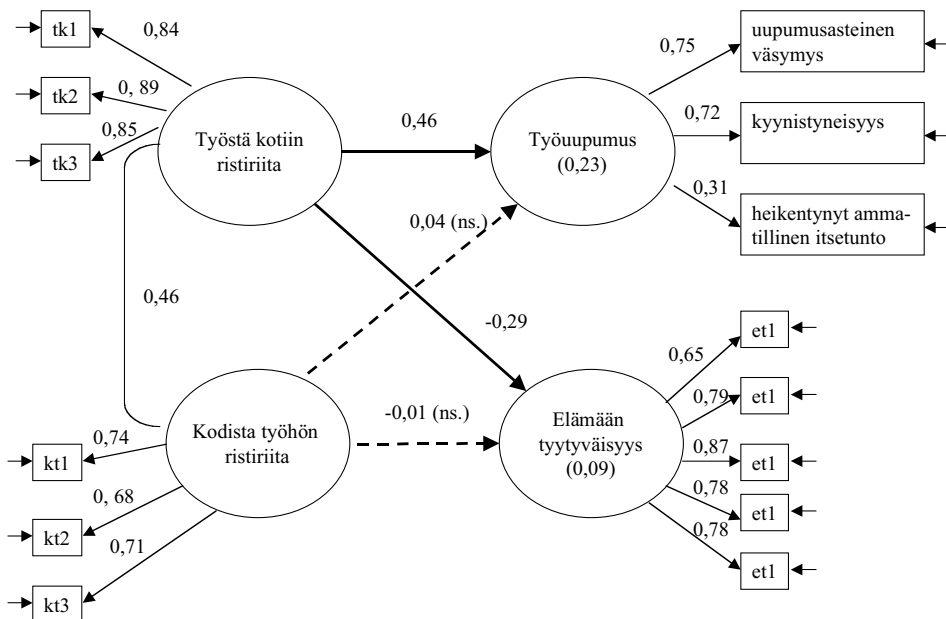 tk1
0,84
tk2
0, 89
tk3
0,85
Työstä kotiin
ristiriita
0,46
Työuupumus
(0,23)
0,75
uupumusasteinen
väsymys
0,72
kyynistyneisyys
0,31
heikentynyt amma-
tillinen itsetunto
0,04 (ns.)
0,46
-0,29
Kodista työhön
ristiriita
-0,01 (ns.)
Elämään
tyytyväisyys
(0,09)
0,74
kt1
0, 68
kt2
0,71
kt3
0,65
et1
0,79
et1
0,87
et1
0,78
et1
0,78
et1